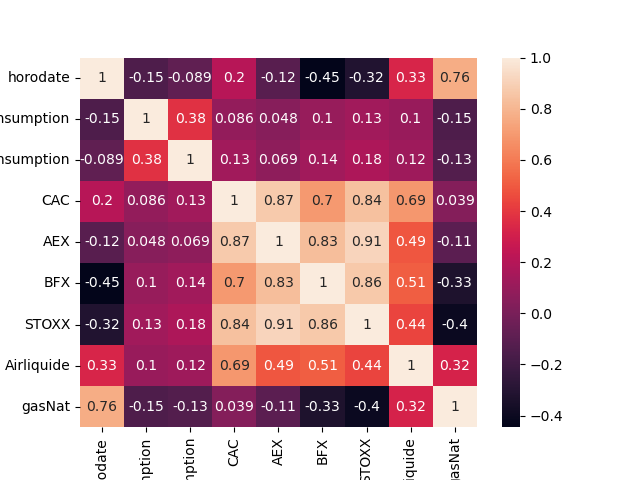 horodate 1 -0.15 -0.089 0.2 -0.12 -0.45 -0.32 0.33 0.76
nsumption -0.15 1 0.38 0.086 0.048 0.1 0.13 0.1 -0.15
nsumption -0.089 0.38 1 0.13 0.069 0.14 0.18 0.12 -0.13
CAC 0.2 0.086 0.13 1 0.87 0.7 0.84 0.69 0.039
AEX -0.12 0.048 0.069 0.87 1 0.83 0.91 0.49 -0.11
BFX -0.45 0.1 0.14 0.7 0.83 1 0.86 0.51 -0.33
STOXX -0.32 0.13 0.18 0.84 0.91 0.86 1 0.44 -0.4
Airliquide 0.33 0.1 0.12 0.69 0.49 0.51 0.44 1 0.32
gasNat 0.76 -0.15 -0.13 0.039 -0.11 -0.33 -0.4 0.32 1
rodate
mption
mption
CAC
AEX
BFX
STOXX
iquide
asNat
1.0
0.8
0.6
0.4
0.2
0.0
−0.2
−0.4